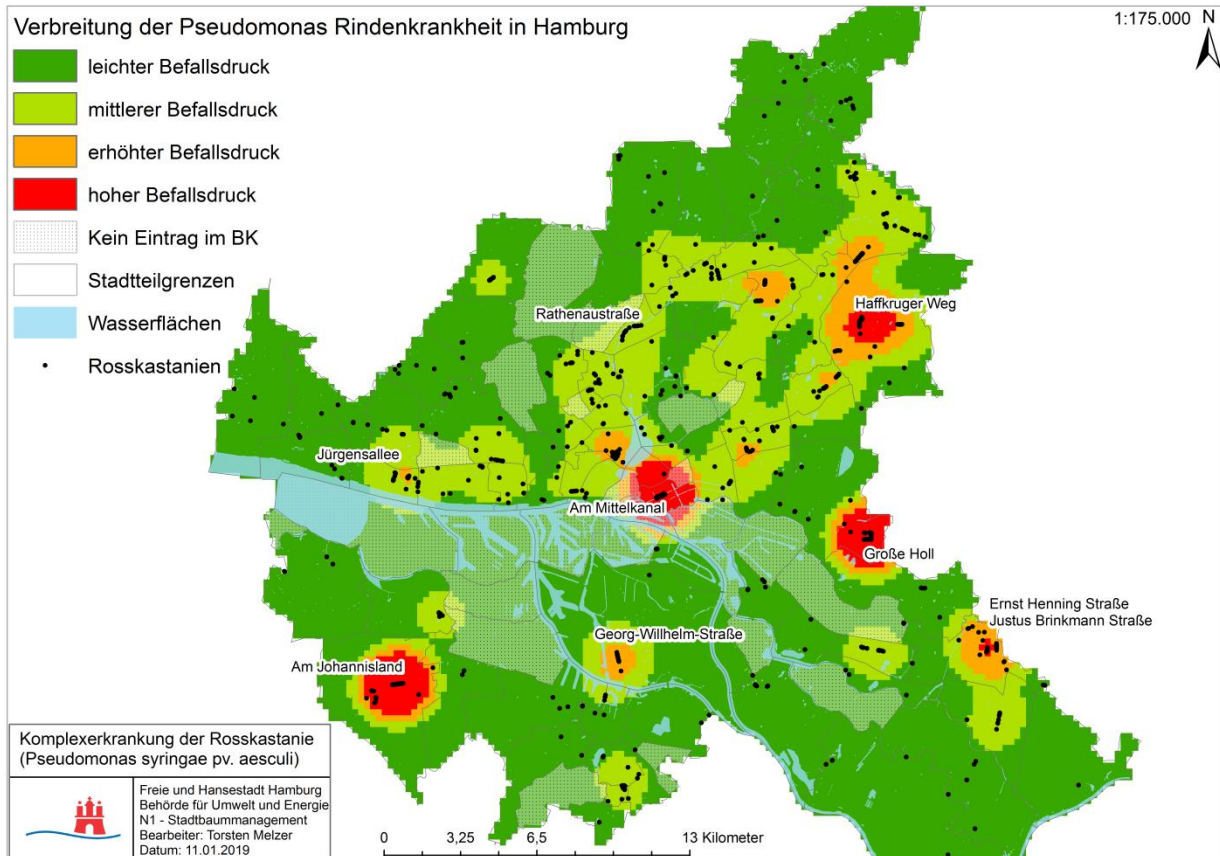 Verbreitung der Pseudomonas Rindenkrankheit in Hamburg
1:175.000
N
leichter Befallsdruck
mittlerer Befallsdruck
erhöhter Befallsdruck
hoher Befallsdruck
Kein Eintrag im BK
Stadtteilgrenzen
Wasserflächen
Rosskastanien
Haffkruger Weg
Rathenaustraße
Jürgensallee
Am Mittelkanal
Große Holl
Ernst Henning Straße
Justus Brinkmann Straße
Georg-Willhelm-Straße
Am Johannisland
Komplexerkrankung der Rosskastanie
(Pseudomonas syringae pv. aesculi)
Freie und Hansestadt Hamburg
Behörde für Umwelt und Energie
N1 - Stadtbaummanagement
Bearbeiter: Torsten Melzer
Datum: 11.01.2019
0 3,25 6,5 13 Kilometer